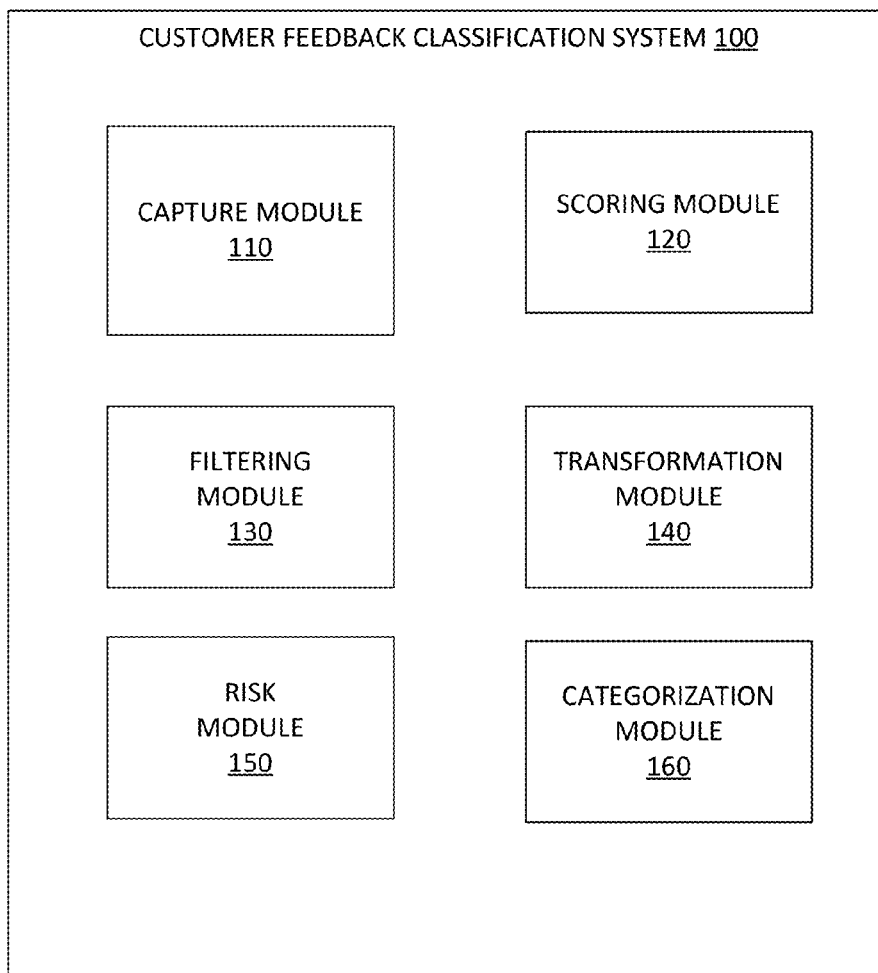 CUSTOMER FEEDBACK CLASSIFICATION SYSTEM 100
CAPTURE MODULE
110
SCORING MODULE
120
FILTERING
MODULE
130
TRANSFORMATION
MODULE
140
RISK
MODULE
150
CATEGORIZATION
MODULE
160